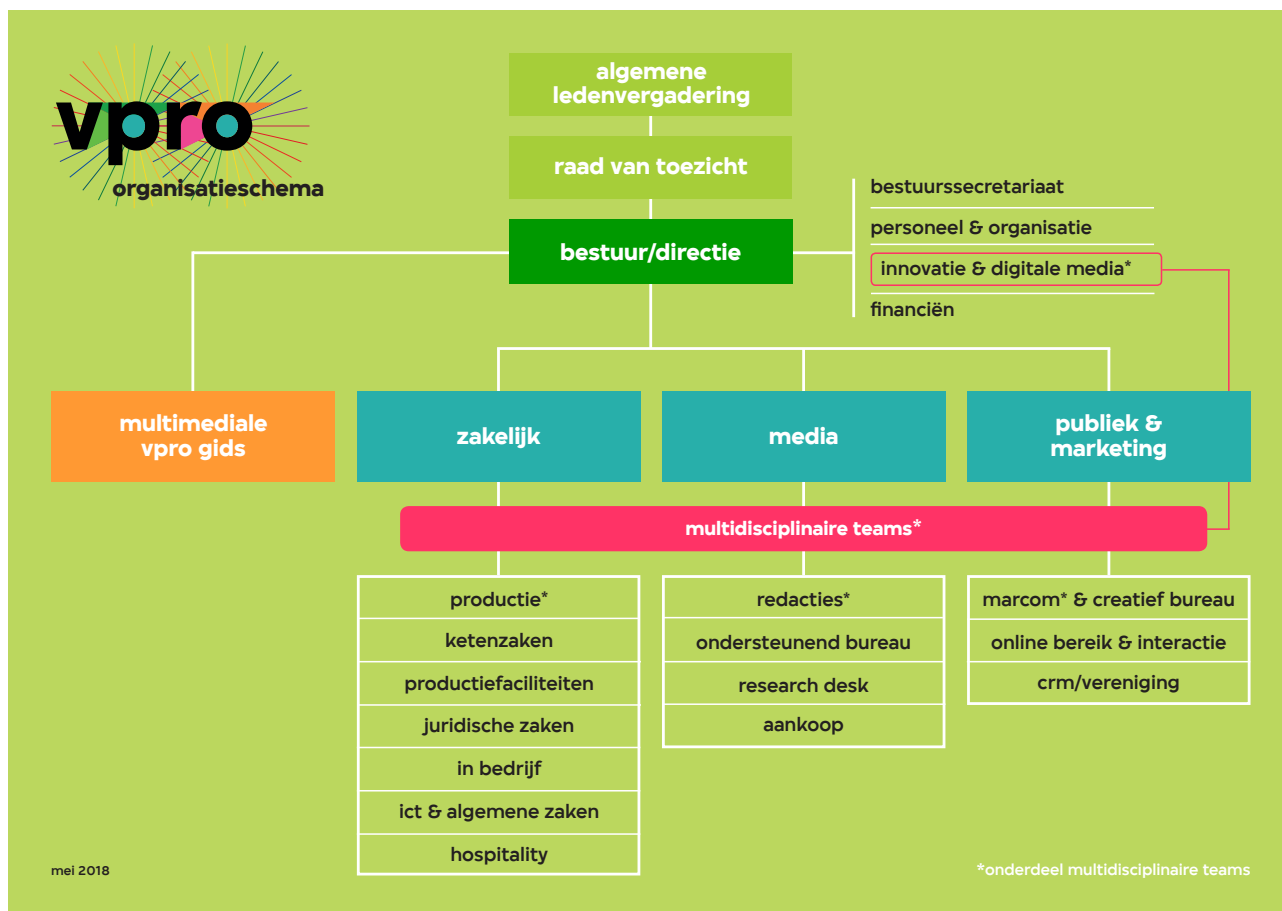 vpro
organisatieschema
algemene
ledenvergadering
raad van toezicht
bestuur/directie
bestuurssecretariaat
personeel & organisatie
innovatie & digitale media*
financiën
multimediale
vpro gids
zakelijk
media
publiek &
marketing
multidisciplinaire teams*
productie*
ketenzaken
productiefaciliteiten
juridische zaken
in bedrijf
ict & algemene zaken
hospitality
redacties*
ondersteunend bureau
research desk
aankoop
marcom* & creatief bureau
online bereik & interactie
crm/vereniging
mei 2018
*onderdeel multidisciplinaire teams